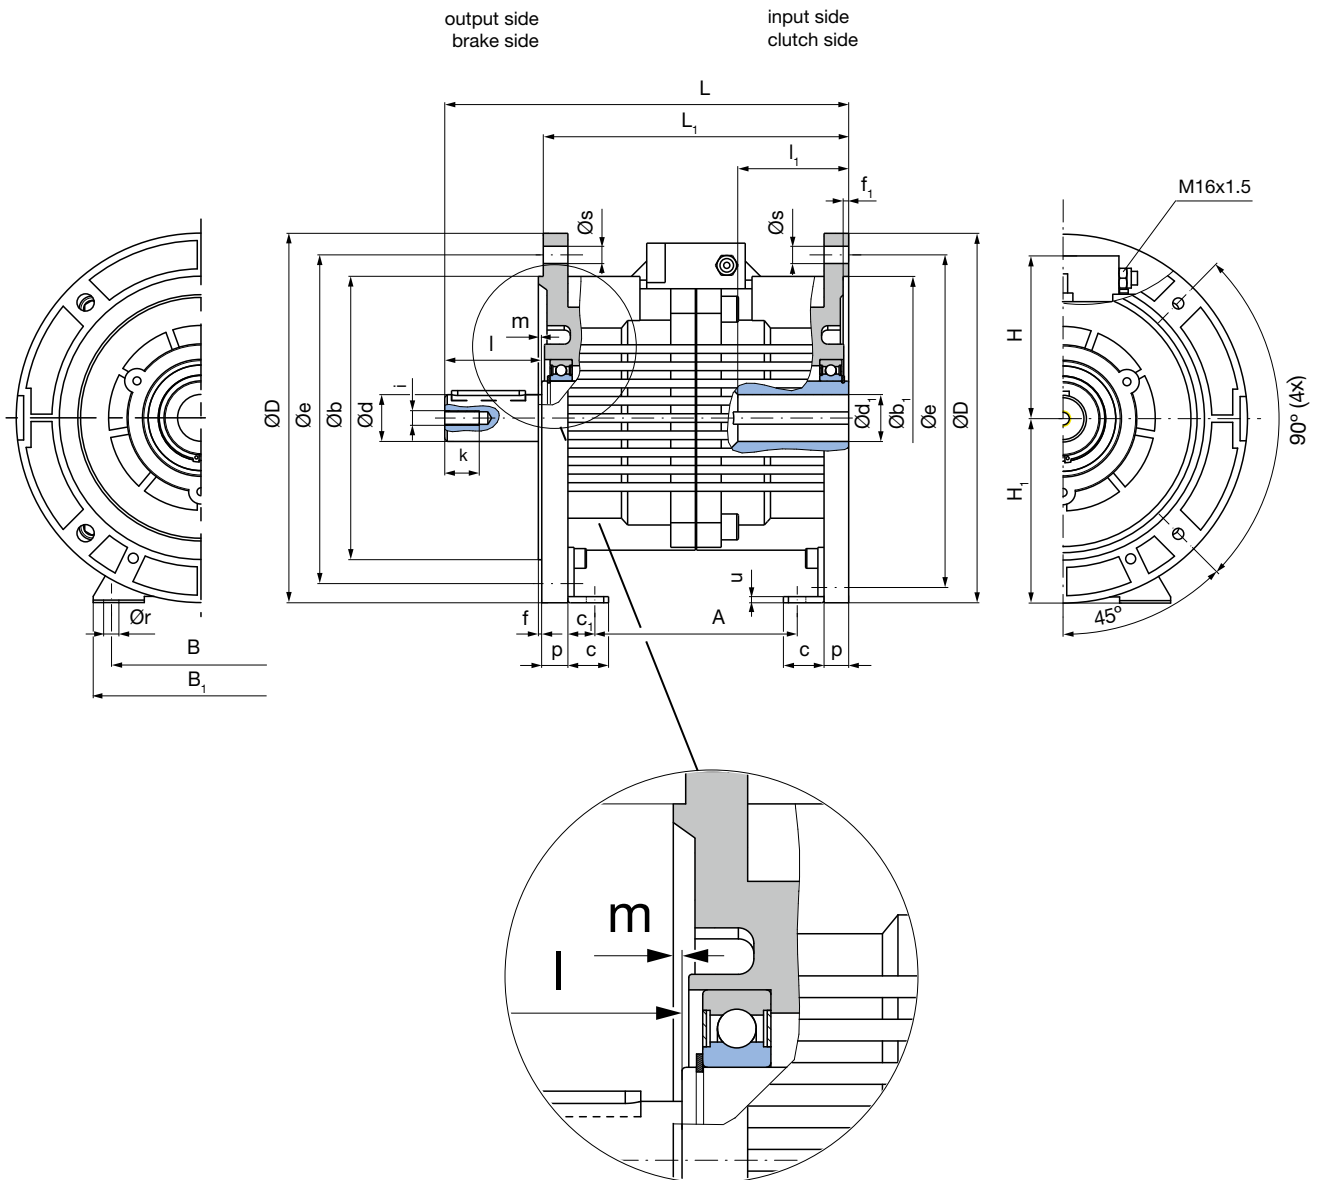 output side
brake side
input side
clutch side
L
L1
l1
f1
M16x1.5
Øs
Øs
m
l
i
k
ØD
Øe
Øb
Ød
Ød1
Øb1
Øe
ØD
H
H1
90° (4x)
45°
u
Ør
B
B1
f
c1
A
p
c
c
p
m
l